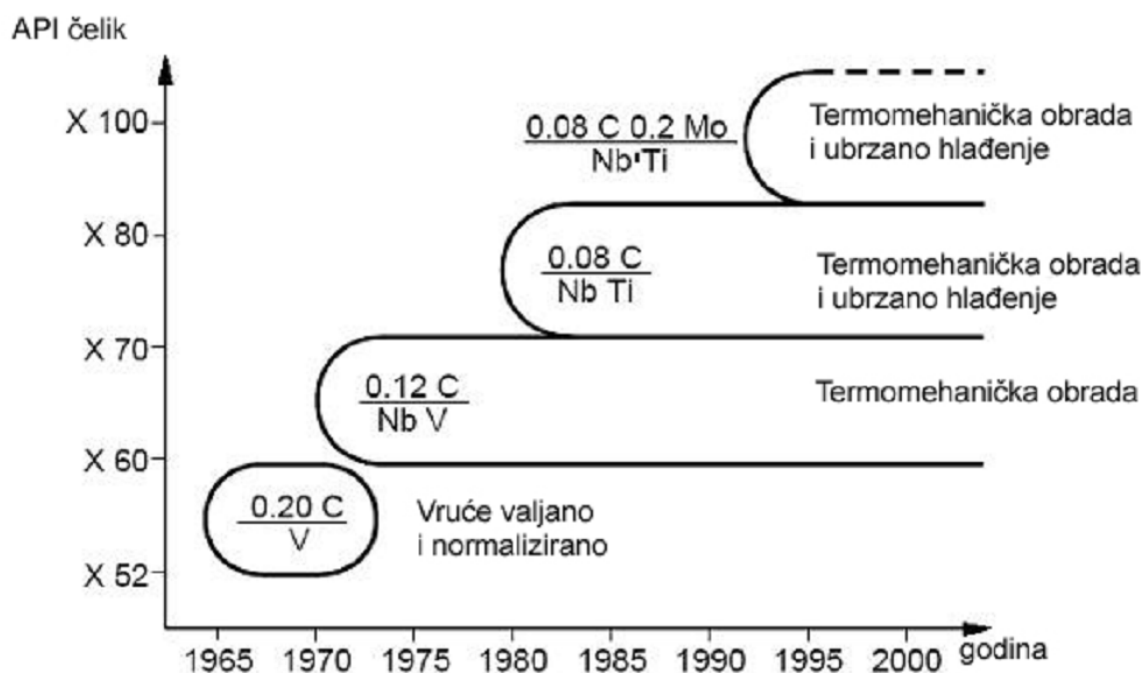 API čelik
X 100
0.08 C 0.2 Mo
Nb Ti
Termomehanička obrada
i ubrzano hlađenje
X 80
0.08 C
Nb Ti
Termomehanička obrada
i ubrzano hlađenje
X 70
0.12 C
Nb V
Termomehanička obrada
X 60
0.20 C
V
Vruće valjano
i normalizirano
X 52
1965 1970 1975 1980 1985 1990 1995 2000 godina